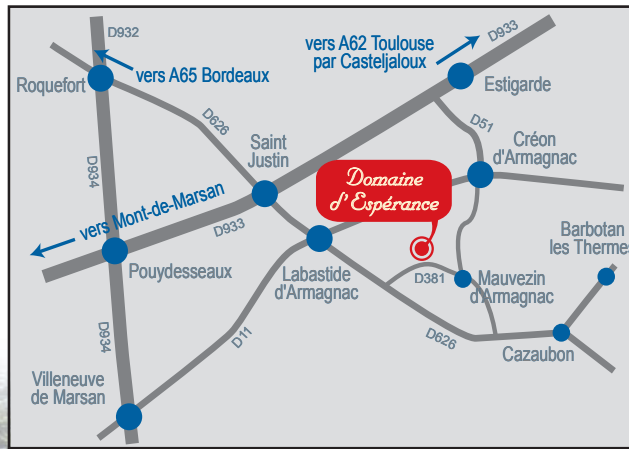 D932
vers A62 Toulouse
par Casteljaloux
D933
vers A65 Bordeaux
Roquefort
Estigarde
D626
D51
Saint
Justin
Créon
d'Armagnac
D934
Domaine
d'Espérance
vers Mont-de-Marsan
D933
Barbotan
les Thermes
Pouydesseaux
Labastide
d'Armagnac
D381
Mauvezin
d'Armagnac
D934
D11
D626
Cazaubon
Villeneuve
de Marsan